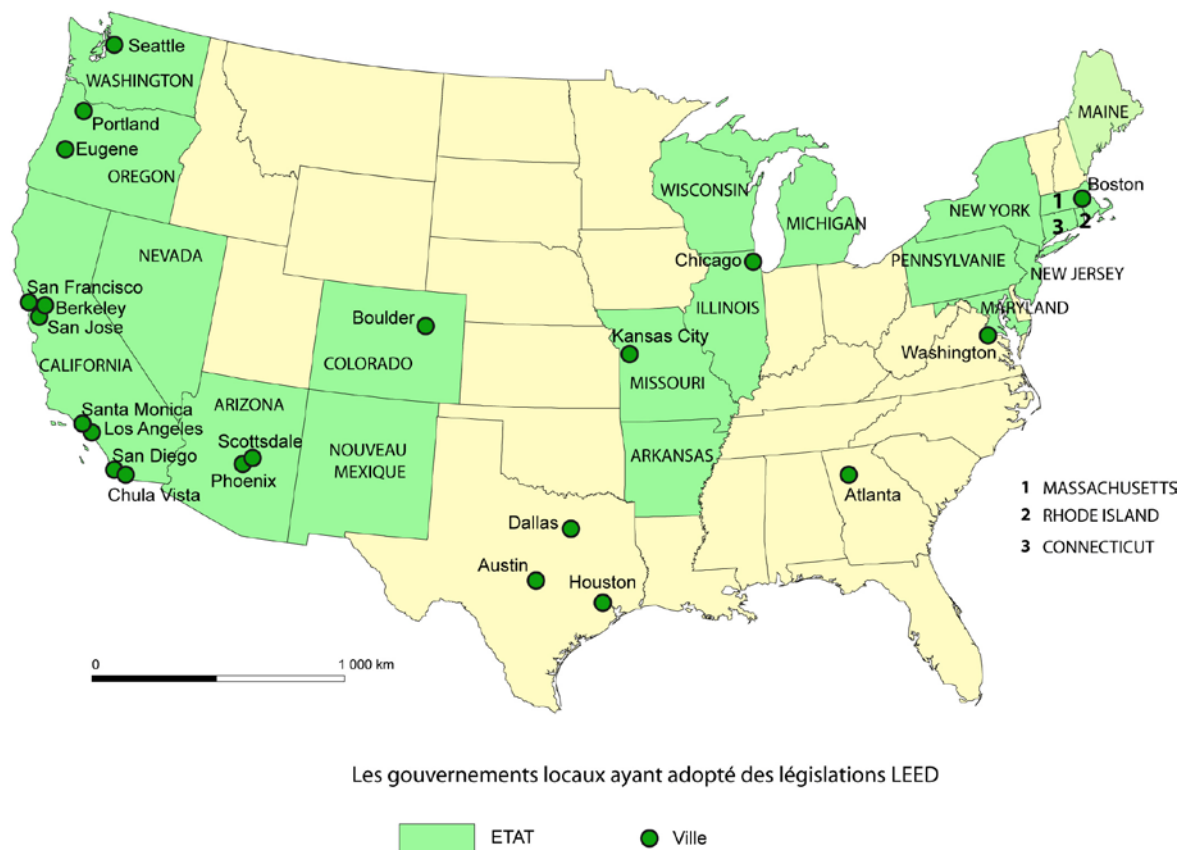 Seattle
WASHINGTON
Portland
Eugene
OREGON
NEVADA
San Francisco
Berkeley
San Jose
CALIFORNIA
Santa Monica
Los Angeles
San Diego
Chula Vista
ARIZONA
Scottsdale
Phoenix
Boulder
COLORADO
NOUVEAU
MEXIQUE
Dallas
Austin
Houston
Kansas City
MISSOURI
ARKANSAS
WISCONSIN
MICHIGAN
Chicago
ILLINOIS
Atlanta
MAINE
Boston
1
2
3
NEW YORK
PENNSYLVANIE
NEW JERSEY
MARYLAND
Washington
1 MASSACHUSETTS
2 RHODE ISLAND
3 CONNECTICUT
0 1 000 km
Les gouvernements locaux ayant adopté des législations LEED
ETAT Ville